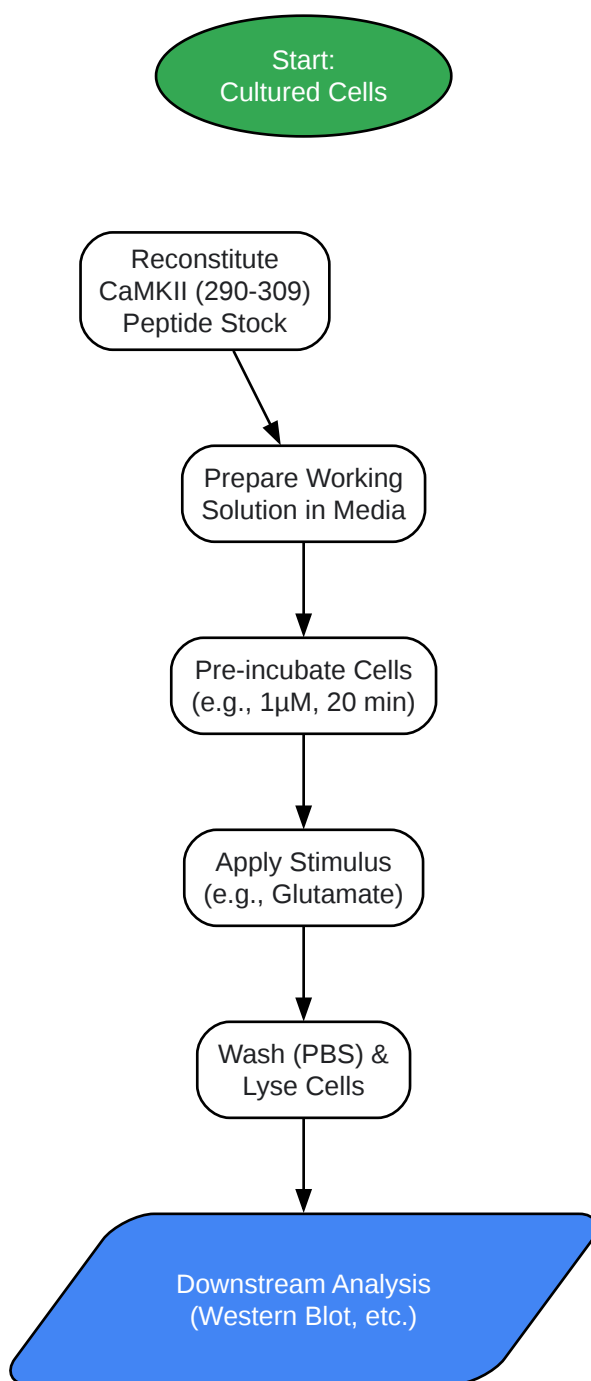 Start:
Cultured Cells
Reconstitute
CaMKII (290-309)
Peptide Stock
Prepare Working
Solution in Media
Pre-incubate Cells
(e.g., 1µM, 20 min)
Apply Stimulus
(e.g., Glutamate)
Wash (PBS) &
Lyse Cells
Downstream Analysis
(Western Blot, etc.)